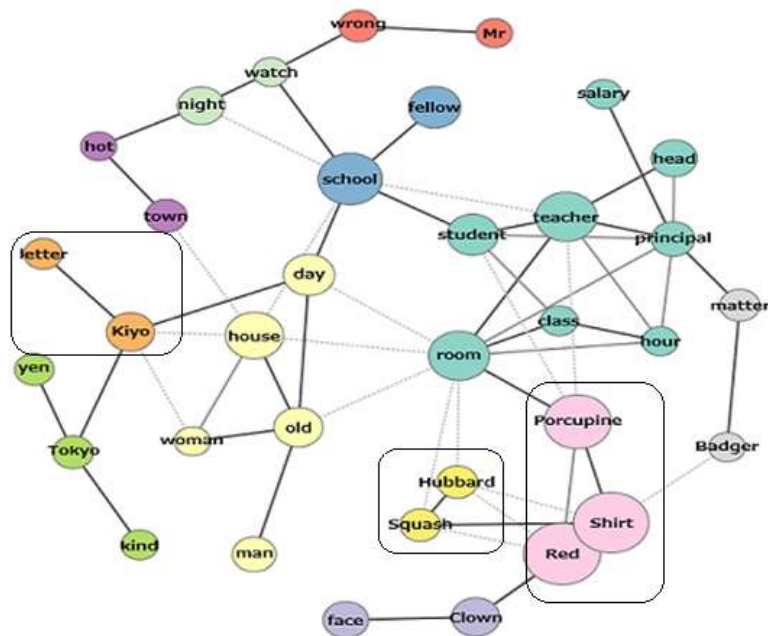 wrong
Mr
watch
night
fellow
salary
hot
head
school
town
teacher
student
principal
letter
day
matter
Kiyo
house
class
hour
room
yen
Porcupine
old
woman
Tokyo
Badger
Hubbard
Squash
Shirt
kind
man
Red
Clown
face